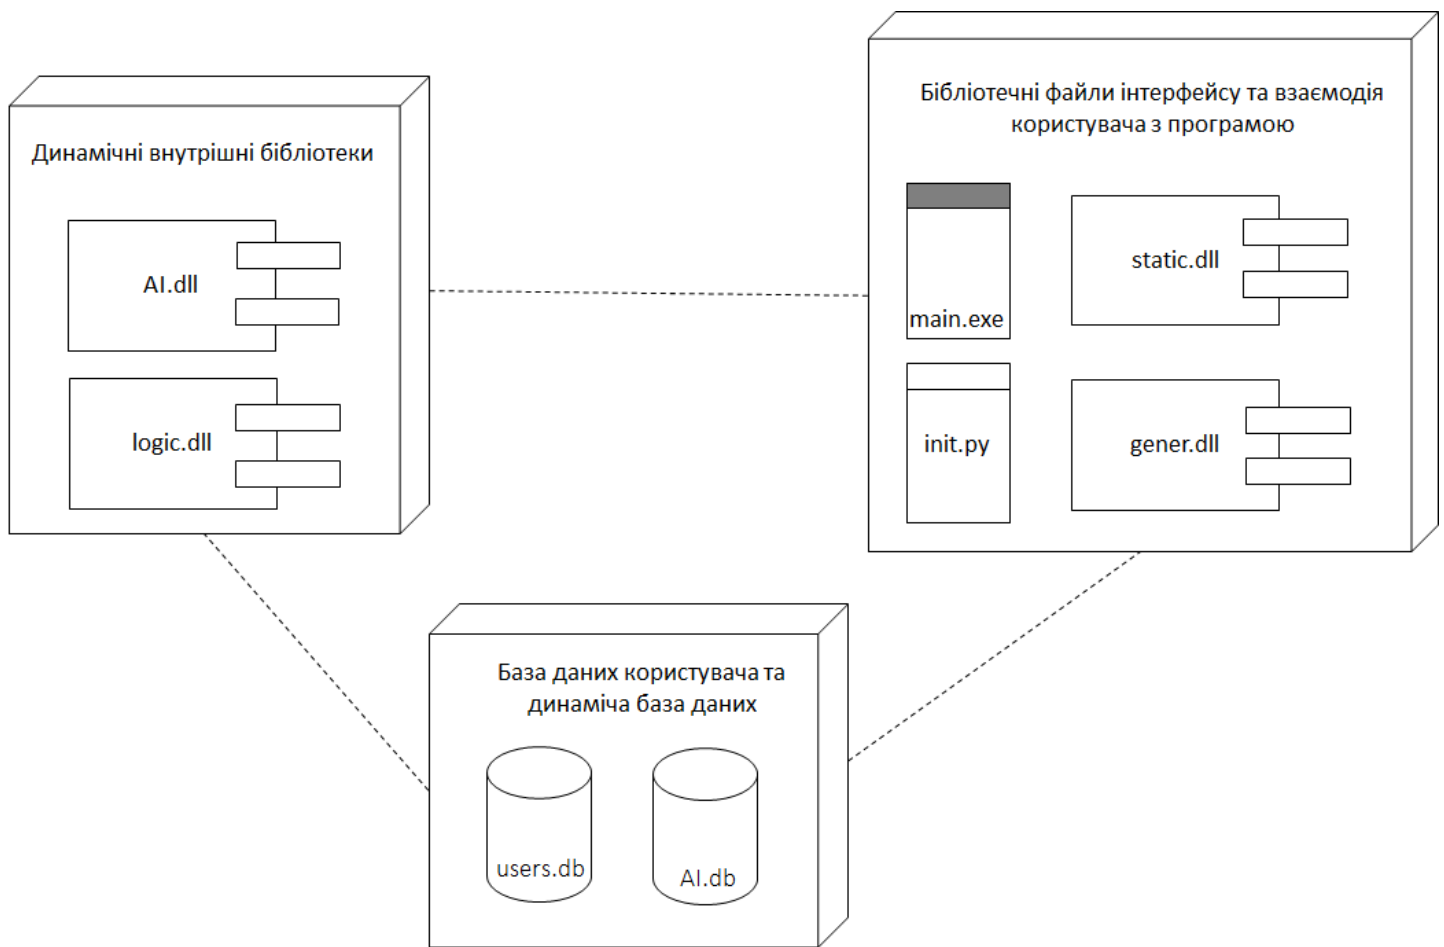 Динамічні внутрішні бібліотеки
AI.dll
logic.dll
Бібліотечні файли інтерфейсу та взаємодія
користувача з програмою
main.exe
static.dll
init.py
gener.dll
База даних користувача та
динаміча база даних
users.db
AI.db